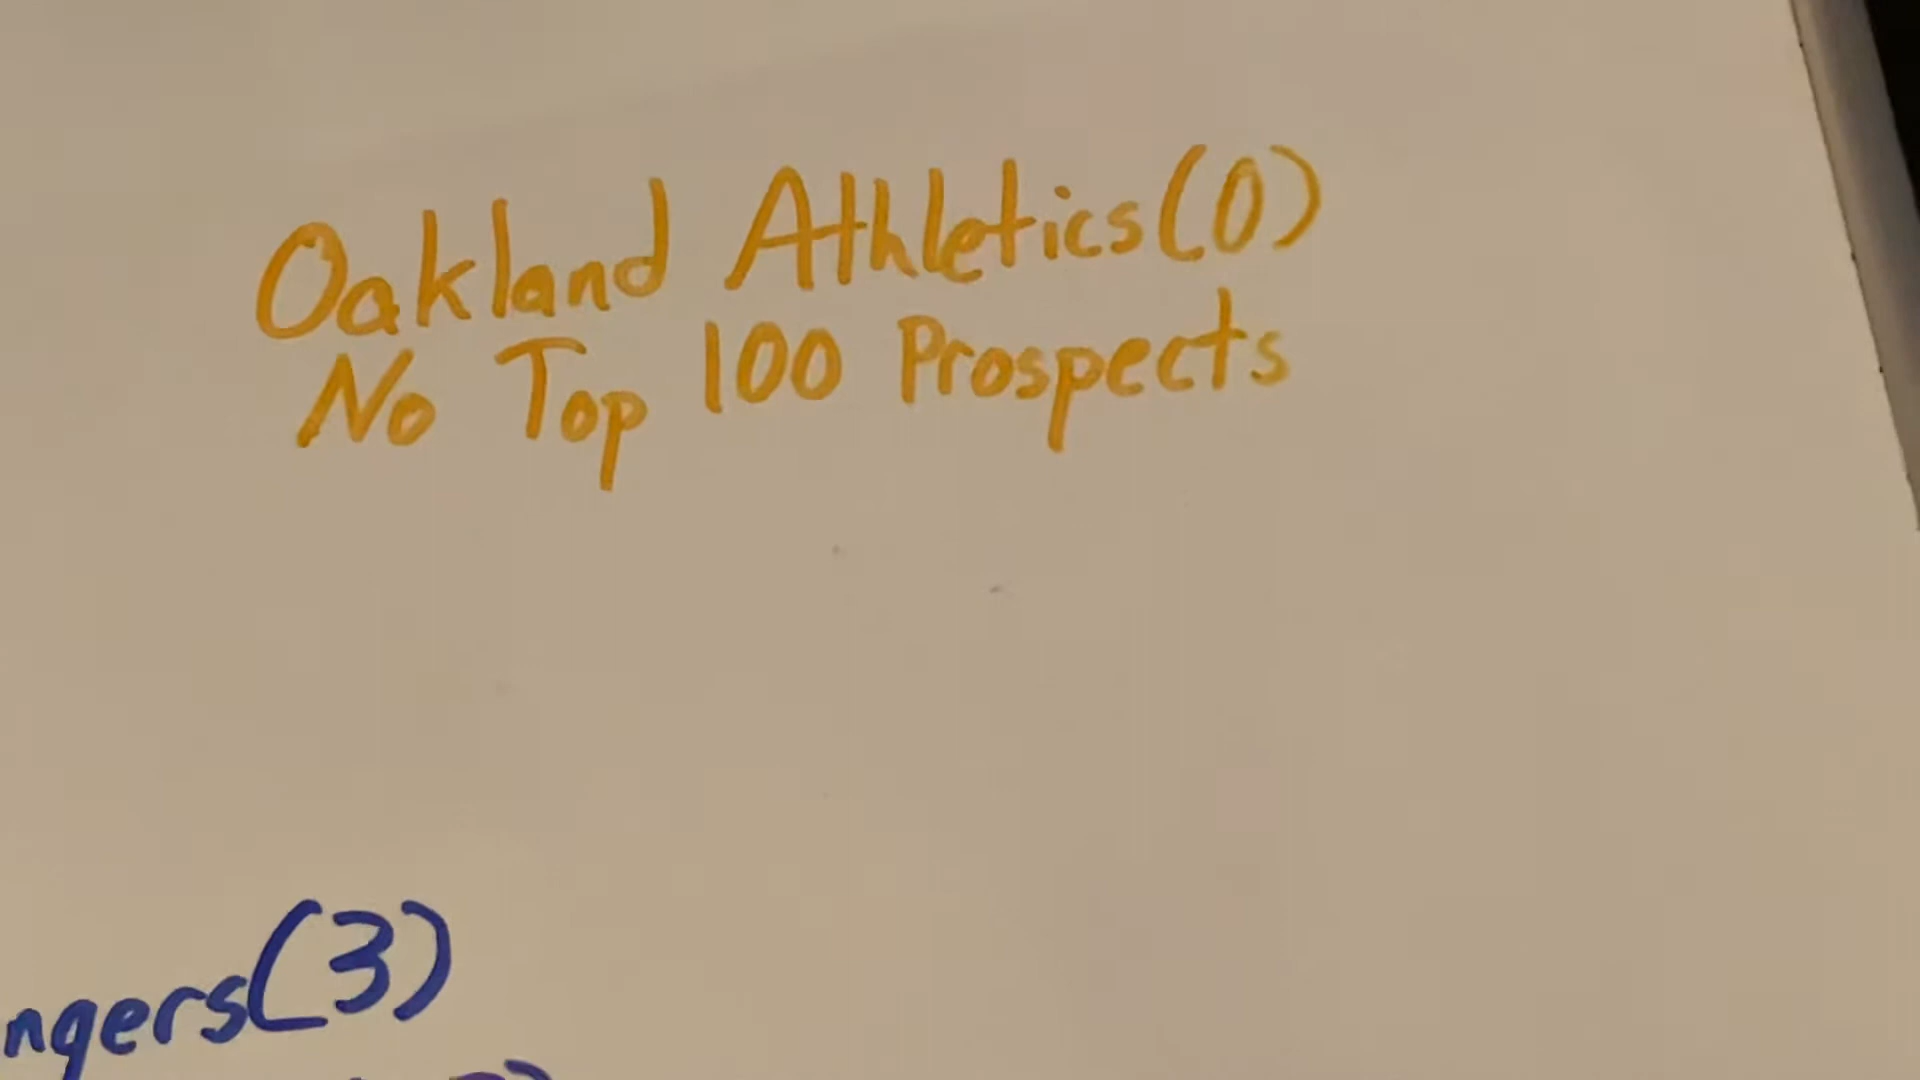 Oakland Athletics(0)
No Top 100 Prospects
ngers(3)